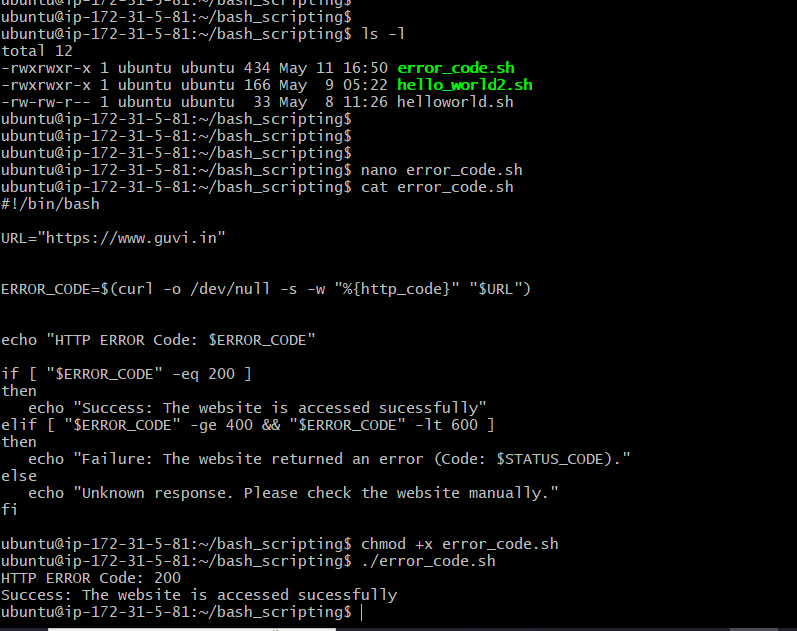 ubuntu@ip-172-31-5-81:~/bash_scripting$
ubuntu@ip-172-31-5-81:~/bash_scripting$
ubuntu@ip-172-31-5-81:~/bash_scripting$ ls -l
total 12
-rwxrwxr-x 1 ubuntu ubuntu 434 May 11 16:50 error_code.sh
-rwxrwxr-x 1 ubuntu ubuntu 166 May  9 05:22 hello_world2.sh
-rw-rw-r-- 1 ubuntu ubuntu  33 May  8 11:26 helloworld.sh
ubuntu@ip-172-31-5-81:~/bash_scripting$
ubuntu@ip-172-31-5-81:~/bash_scripting$
ubuntu@ip-172-31-5-81:~/bash_scripting$
ubuntu@ip-172-31-5-81:~/bash_scripting$ nano error_code.sh
ubuntu@ip-172-31-5-81:~/bash_scripting$ cat error_code.sh
#!/bin/bash

URL="https://www.guvi.in"


ERROR_CODE=$(curl -o /dev/null -s -w "%{http_code}" "$URL")


echo "HTTP ERROR Code: $ERROR_CODE"

if [ "$ERROR_CODE" -eq 200 ]
then
   echo "Success: The website is accessed sucessfully"
elif [ "$ERROR_CODE" -ge 400 && "$ERROR_CODE" -lt 600 ]
then
   echo "Failure: The website returned an error (Code: $STATUS_CODE)."
else
   echo "Unknown response. Please check the website manually."
fi

ubuntu@ip-172-31-5-81:~/bash_scripting$ chmod +x error_code.sh
ubuntu@ip-172-31-5-81:~/bash_scripting$ ./error_code.sh
HTTP ERROR Code: 200
Success: The website is accessed sucessfully
ubuntu@ip-172-31-5-81:~/bash_scripting$